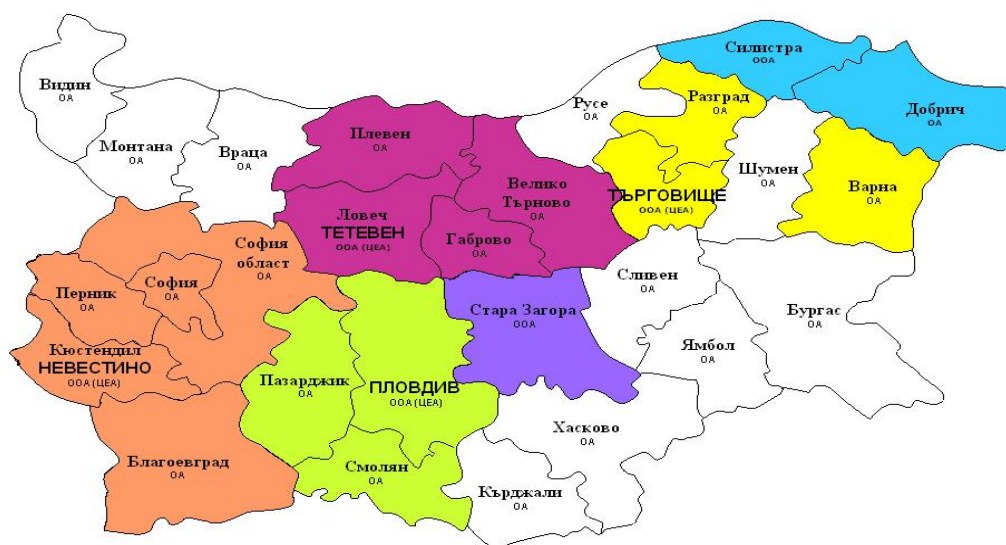 Силистра
ООА
Видин
ОА
Разград
ОА
Русе
ОА
Добрич
ОА
Плевен
ОА
Монтана
ОА
Враца
ОА
Шумен
ОА
Велико
Търново
ОА
ТЪРГОВИЩЕ
ООА (ЦЕА)
Варна
ОА
Ловеч
ТЕТЕВЕН
ООА (ЦЕА)
Габрово
ОА
София
област
ОА
София
ОА
Перник
ОА
Сливен
ОА
Стара Загора
ООА
Бургас
ОА
Ямбол
ОА
Кюстендил
НЕВЕСТИНО
ООА (ЦЕА)
Пазарджик
ОА
ПЛОВДИВ
ООА (ЦЕА)
Хасково
ОА
Благоевград
ОА
Смолян
ОА
Кърджали
ОА